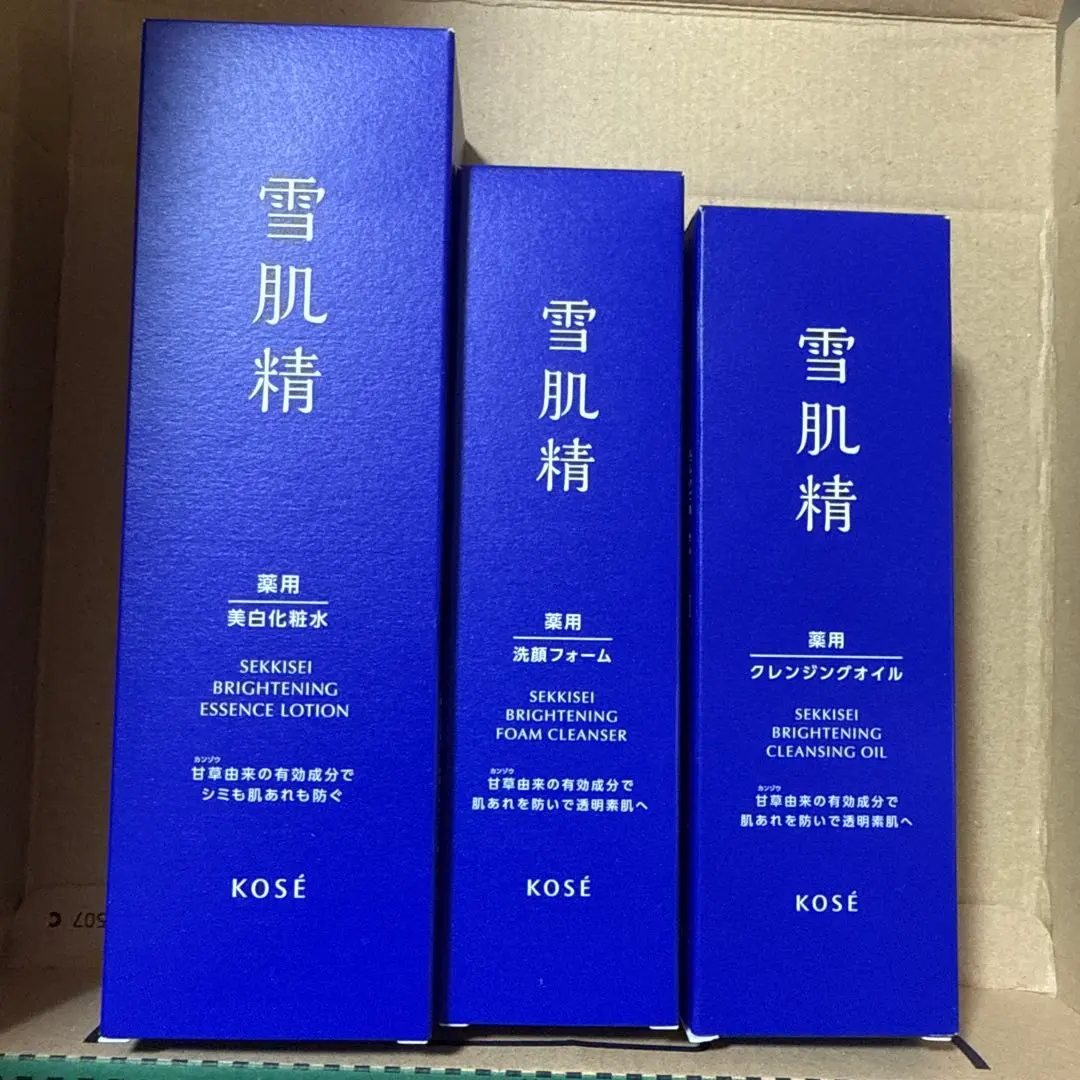 雪肌精
薬用
美白化粧水
SEKKISEI
BRIGHTENING
ESSENCE LOTION
カンゾウ
甘草由来の有効成分で
シミも肌あれも防ぐ
KOSÉ
雪肌精
薬用
洗顔フォーム
SEKKISEI
BRIGHTENING
FOAM CLEANSER
カンゾウ
甘草由来の有効成分で
肌あれを防いで透明素肌へ
KOSÉ
雪肌精
薬用
クレンジングオイル
SEKKISEI
BRIGHTENING
CLEANSING OIL
カンゾウ
甘草由来の有効成分で
肌あれを防いで透明素肌へ
KOSÉ